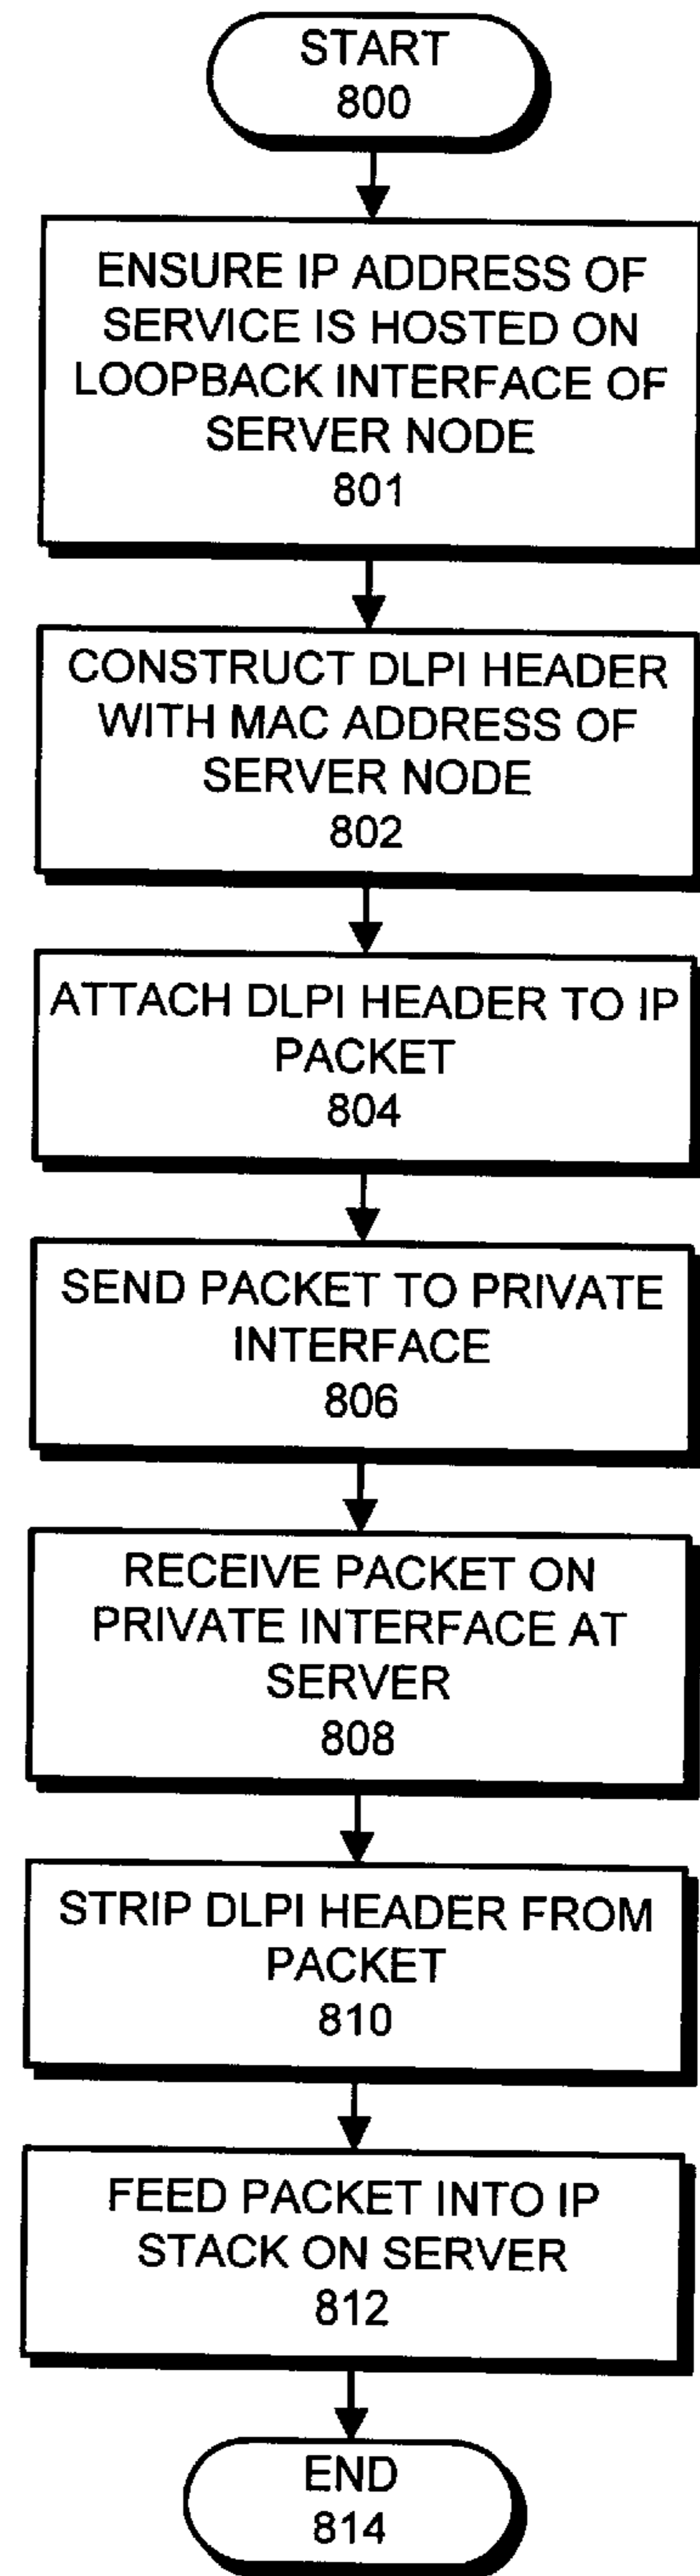 START
800
ENSURE IP ADDRESS OF
SERVICE IS HOSTED ON
LOOPBACK INTERFACE OF
SERVER NODE
801
CONSTRUCT DLPI HEADER
WITH MAC ADDRESS OF
SERVER NODE
802
ATTACH DLPI HEADER TO IP
PACKET
804
SEND PACKET TO PRIVATE
INTERFACE
806
RECEIVE PACKET ON
PRIVATE INTERFACE AT
SERVER
808
STRIP DLPI HEADER FROM
PACKET
810
FEED PACKET INTO IP
STACK ON SERVER
812
END
814